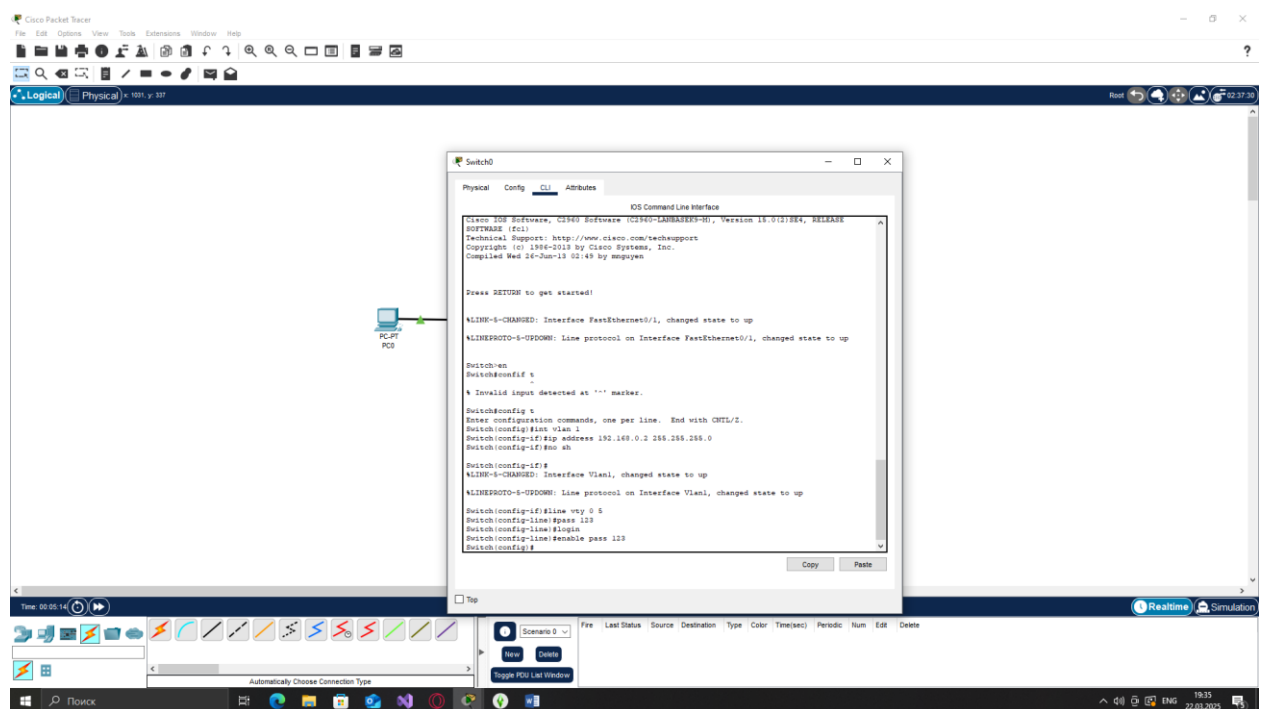 Cisco Packet Tracer
File Edit Options View Tools Extensions Window Help
?
Logical Physical x: 1031, y: 337
Root 02:37:30
Switch0
Physical Config CLI Attributes
IOS Command Line Interface
Cisco IOS Software, C2960 Software (C2960-LANBASEK9-M), Version 15.0(2)SE4, RELEASE
SOFTWARE (fc1)
Technical Support: http://www.cisco.com/techsupport
Copyright (c) 1986-2013 by Cisco Systems, Inc.
Compiled Wed 26-Jun-13 02:49 by mnguyen
Press RETURN to get started!
%LINK-5-CHANGED: Interface FastEthernet0/1, changed state to up
%LINEPROTO-5-UPDOWN: Line protocol on Interface FastEthernet0/1, changed state to up
Switch>en
Switch#confif t
^
% Invalid input detected at '^' marker.
Switch#config t
Enter configuration commands, one per line. End with CNTL/Z.
Switch(config)#int vlan 1
Switch(config-if)#ip address 192.168.0.2 255.255.255.0
Switch(config-if)#no sh
Switch(config-if)#
%LINK-5-CHANGED: Interface Vlan1, changed state to up
%LINEPROTO-5-UPDOWN: Line protocol on Interface Vlan1, changed state to up
Switch(config-if)#line vty 0 5
Switch(config-line)#pass 123
Switch(config-line)#login
Switch(config-line)#enable pass 123
Switch(config)#
Copy Paste
Top
PC-PT
PC0
Time: 00:05:14
Realtime Simulation
Scenario 0
New Delete
Toggle PDU List Window
Fire Last Status Source Destination Type Color Time(sec) Periodic Num Edit Delete
Automatically Choose Connection Type
Поиск
ENG
19:35
22.03.2025